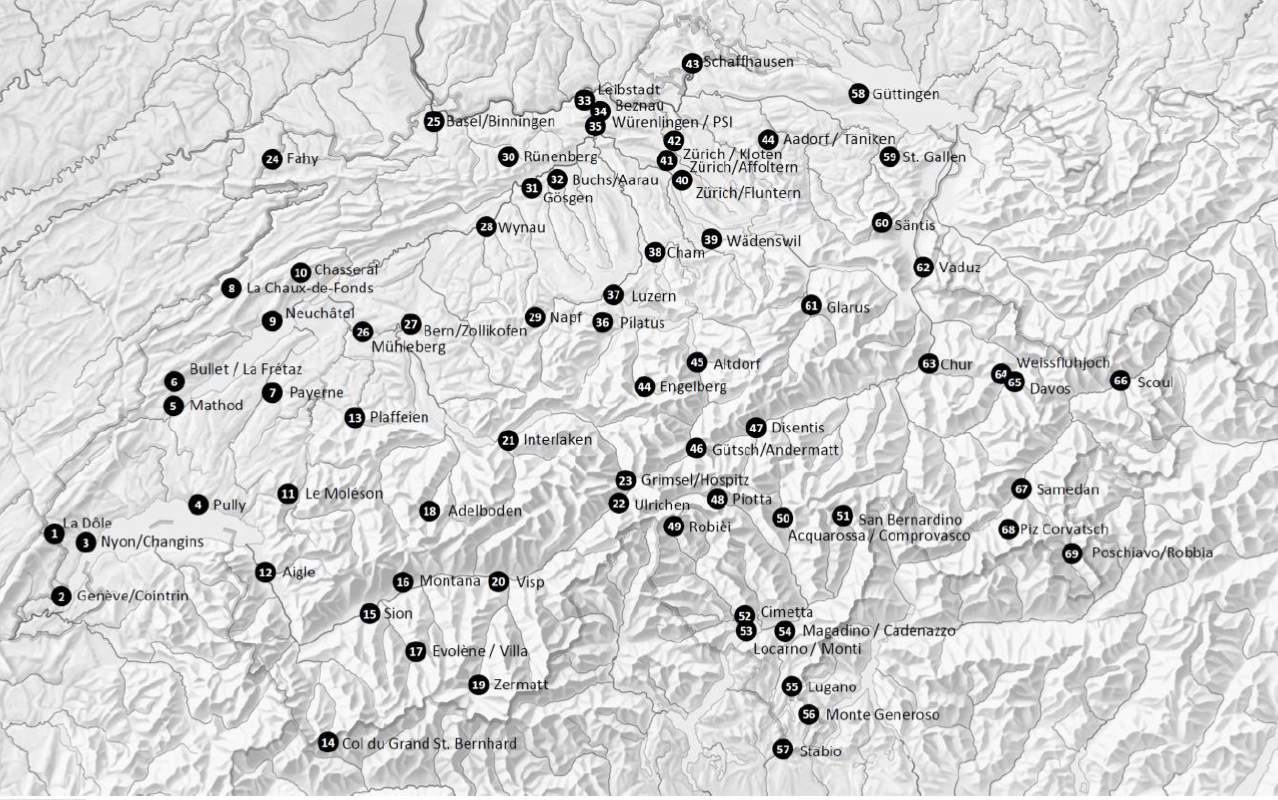 43 Schaffhausen
33 Leibstadt
58 Güttingen
34 Beznau
25 Basel/Binningen
35 Würenlingen / PSI
42 Zürich / Kloten
44 Aadorf / Täniken
24 Fahy
30 Rünenberg
41 Zürich/Affoltern
59 St. Gallen
32 Buchs/Aarau
31 Gösgen
40 Zürich/Fluntern
28 Wynau
60 Säntis
39 Wädenswil
38 Cham
62 Vaduz
10 Chasseral
8 La Chaux-de-Fonds
37 Luzern
61 Glarus
9 Neuchâtel
29 Napf
36 Pilatus
27 Bern/Zollikofen
26 Mühleberg
45 Altdorf
63 Chur
64 Weissfluhjoch
6 Bullet / La Frétaz
65 Davos
66 Scoul
44 Engelberg
7 Payerne
5 Mathod
13 Plaffeien
47 Disentis
21 Interlaken
46 Gütsch/Andermatt
23 Grimsel/Hospitz
67 Samedan
11 Le Moléson
48 Piotta
4 Pully
22 Ulrichen
18 Adelboden
51 San Bernardino
50 Acquarossa / Comprovasco
49 Robièi
68 Piz Corvatsch
1 La Dôle
3 Nyon/Changins
69 Poschiavo/Robbia
12 Aigle
16 Montana
20 Visp
2 Genève/Cointrin
15 Sion
52 Cimetta
54 Magadino / Cadenazzo
53 Locarno / Monti
17 Evolène / Villa
19 Zermatt
55 Lugano
56 Monte Generoso
14 Col du Grand St. Bernhard
57 Stabio